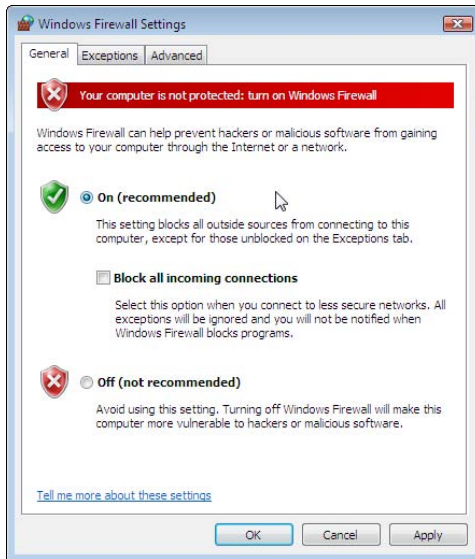 Windows Firewall Settings
General Exceptions Advanced
Your computer is not protected: turn on Windows Firewall
Windows Firewall can help prevent hackers or malicious software from gaining
access to your computer through the Internet or a network.
On (recommended)
This setting blocks all outside sources from connecting to this
computer, except for those unblocked on the Exceptions tab.
Block all incoming connections
Select this option when you connect to less secure networks. All
exceptions will be ignored and you will not be notified when
Windows Firewall blocks programs.
Off (not recommended)
Avoid using this setting. Turning off Windows Firewall will make this
computer more vulnerable to hackers or malicious software.
Tell me more about these settings
OK Cancel Apply